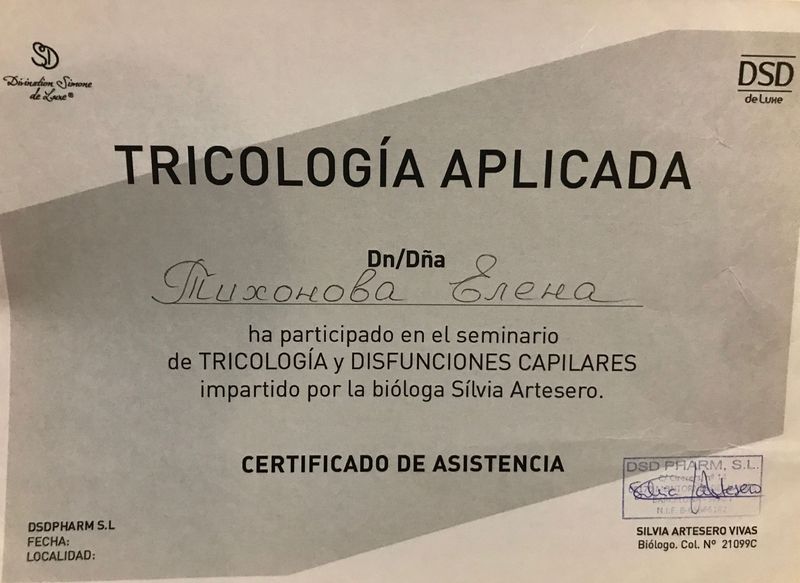 SD
Divination Simone
de Luxe®
DSD
de Luxe
TRICOLOGÍA APLICADA
Dn/Dña
Тихонова Елена
ha participado en el seminario
de TRICOLOGÍA y DISFUNCIONES CAPILARES
impartido por la bióloga Sílvia Artesero.
CERTIFICADO DE ASISTENCIA
DSD PHARM, S.L.
Silvia Artesero
DSDPHARM S.L
FECHA:
LOCALIDAD:
SILVIA ARTESERO VIVAS
Biólogo. Col. Nº 21099C